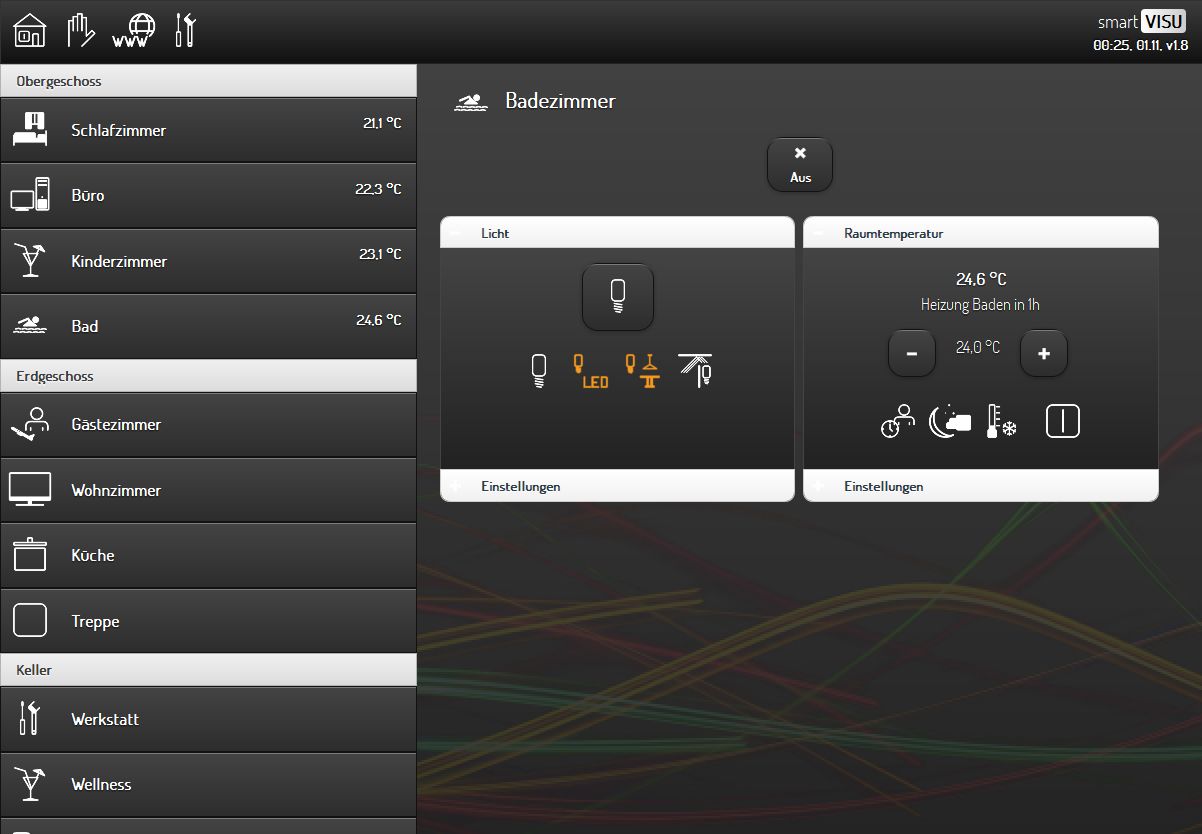 www
smart VISU
00:25, 01.11, v1.8
Obergeschoss
Schlafzimmer
21,1 °C
Büro
22,3 °C
Kinderzimmer
23,1 °C
Bad
24,6 °C
Erdgeschoss
Gästezimmer
Wohnzimmer
Küche
Treppe
Keller
Werkstatt
Wellness
Badezimmer
Aus
Licht
LED
Einstellungen
Raumtemperatur
24,6 °C
Heizung Baden in 1h
-
24,0 °C
+
Einstellungen